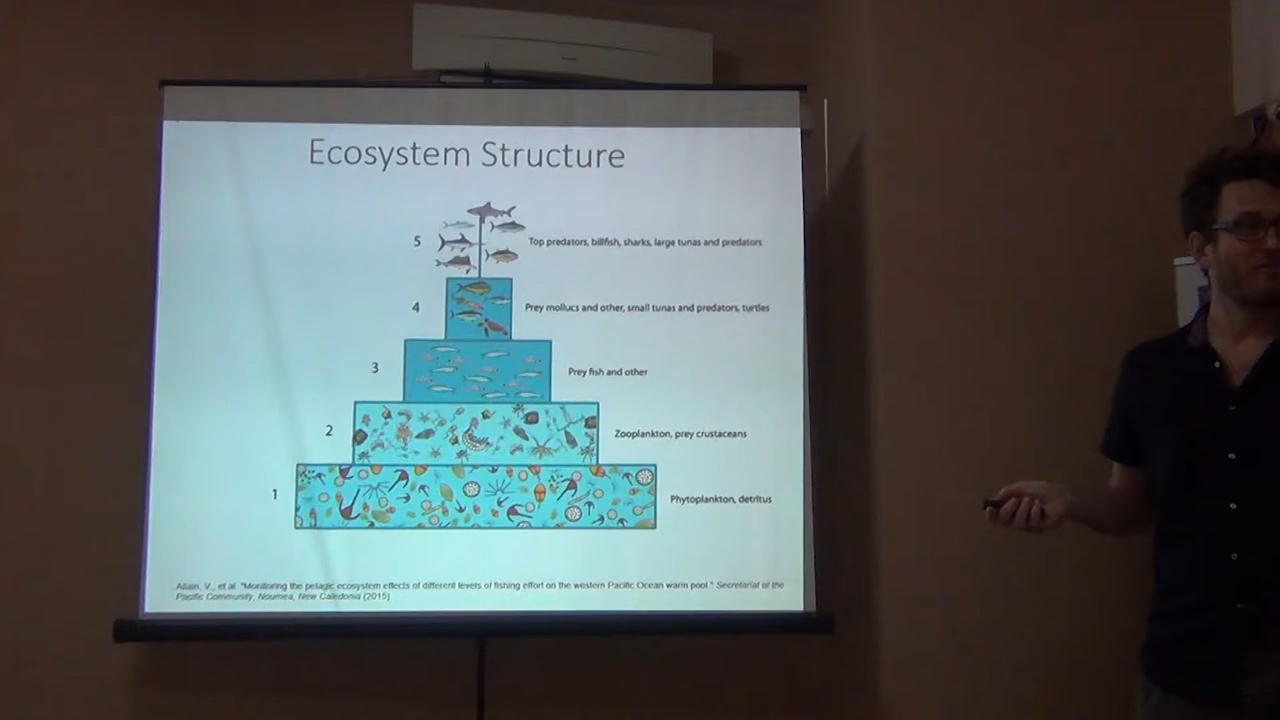 Ecosystem Structure
5
Top predators, billfish, sharks, large tunas and predators
4
Prey mollucs and other, small tunas and predators, turtles
3
Prey fish and other
2
Zooplankton, prey crustaceans
1
Phytoplankton, detritus
Allain, V., et al. "Monitoring the pelagic ecosystem effects of different levels of fishing effort on the western Pacific Ocean warm pool." Secretariat of the
Pacific Community, Noumea, New Caledonia (2015)